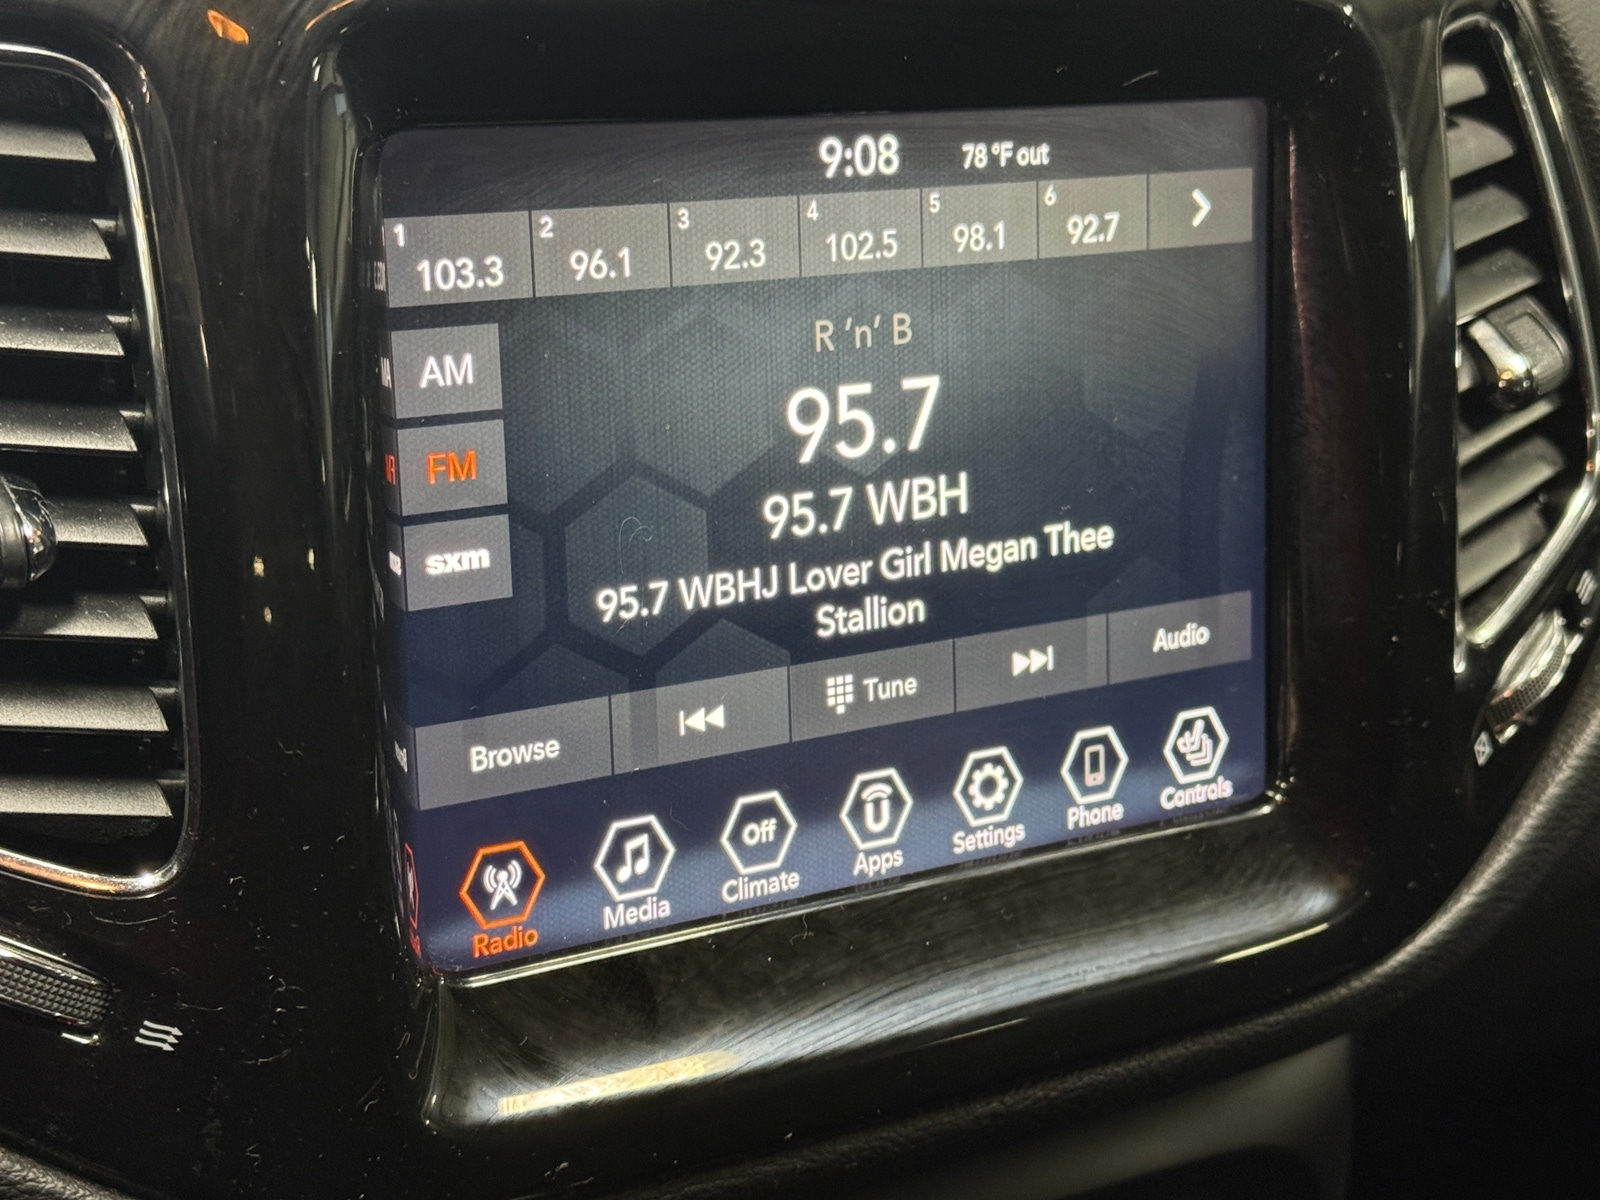 9:08 78 °F out
1 2 3 4 5 6
103.3 96.1 92.3 102.5 98.1 92.7
R 'n' B
AM
95.7
FM
95.7 WBH
sxm
95.7 WBHJ Lover Girl Megan Thee
Stallion
Browse Tune Audio
Off
Radio Media Climate Apps Settings Phone Controls